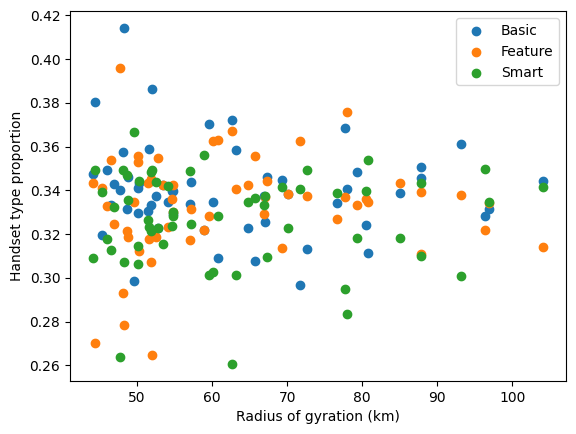 0.42
0.40
0.38
0.36
0.34
0.32
0.30
0.28
0.26
Handset type proportion
Basic
Feature
Smart
50 60 70 80 90 100
Radius of gyration (km)